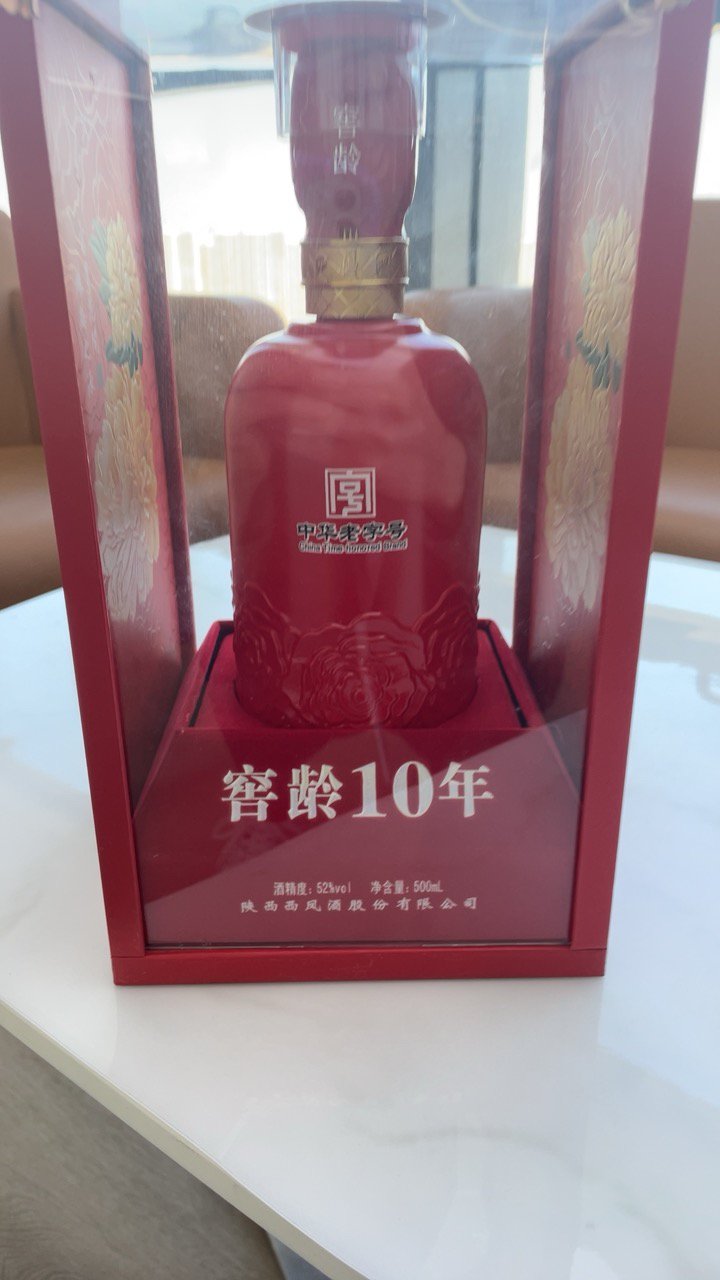 窖龄
中华老字号
China Time-honored Brand
窖龄10年
酒精度：52%vol 净含量：500mL
陕西西凤酒股份有限公司